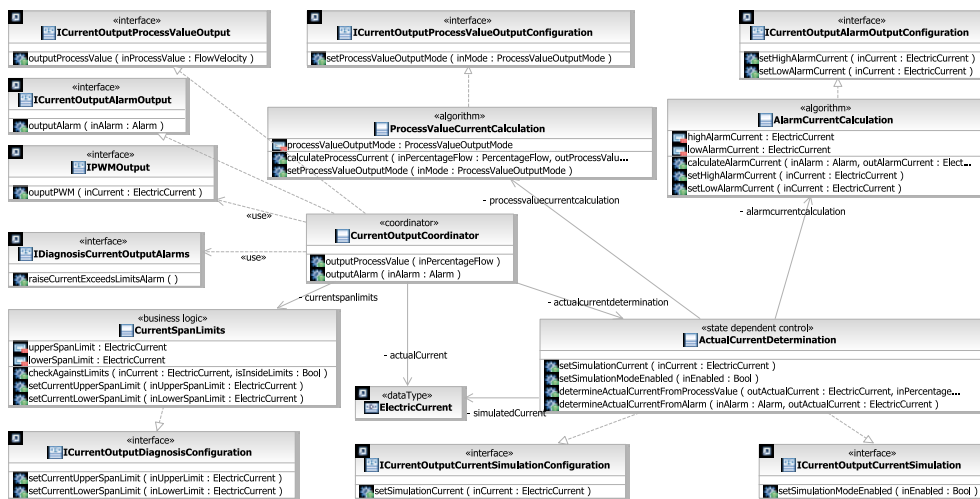 «interface»
ICurrentOutputProcessValueOutput
outputProcessValue ( inProcessValue : FlowVelocity )
«interface»
ICurrentOutputProcessValueOutputConfiguration
setProcessValueOutputMode ( inMode : ProcessValueOutputMode )
«interface»
ICurrentOutputAlarmOutputConfiguration
setHighAlarmCurrent ( inCurrent : ElectricCurrent )
setLowAlarmCurrent ( inCurrent : ElectricCurrent )
«interface»
ICurrentOutputAlarmOutput
outputAlarm ( inAlarm : Alarm )
«algorithm»
ProcessValueCurrentCalculation
processValueOutputMode : ProcessValueOutputMode
calculateProcessCurrent ( inPercentageFlow : PercentageFlow, outProcessValu...
setProcessValueOutputMode ( inMode : ProcessValueOutputMode )
«algorithm»
AlarmCurrentCalculation
highAlarmCurrent : ElectricCurrent
lowAlarmCurrent : ElectricCurrent
calculateAlarmCurrent ( inAlarm : Alarm, outAlarmCurrent : Elect...
setHighAlarmCurrent ( inCurrent : ElectricCurrent )
setLowAlarmCurrent ( inCurrent : ElectricCurrent )
«interface»
IPWMOutput
ouputPWM ( inCurrent : ElectricCurrent )
- processvaluecurrentcalculation
- alarmcurrentcalculation
«use»
«coordinator»
CurrentOutputCoordinator
outputProcessValue ( inPercentageFlow )
outputAlarm ( inAlarm : Alarm )
«interface»
IDiagnosisCurrentOutputAlarms
raiseCurrentExceedsLimitsAlarm ( )
«use»
- currentspanlimits
- actualcurrentdetermination
«business logic»
CurrentSpanLimits
upperSpanLimit : ElectricCurrent
lowerSpanLimit : ElectricCurrent
checkAgainstLimits ( inCurrent : ElectricCurrent, isInsideLimits : Bool )
setCurrentUpperSpanLimit ( inUpperSpanLimit : ElectricCurrent )
setCurrentLowerSpanLimit ( inLowerSpanLimit : ElectricCurrent )
- actualCurrent
«state dependent control»
ActualCurrentDetermination
setSimulationCurrent ( inCurrent : ElectricCurrent )
setSimulationModeEnabled ( inEnabled : Bool )
determineActualCurrentFromProcessValue ( outActualCurrent : ElectricCurrent, inPercentage...
determineActualCurrentFromAlarm ( inAlarm : Alarm, outActualCurrent : ElectricCurrent )
«dataType»
ElectricCurrent
- simulatedCurrent
«interface»
ICurrentOutputDiagnosisConfiguration
setCurrentUpperSpanLimit ( inUpperLimit : ElectricCurrent )
setCurrentLowerSpanLimit ( inLowerLimit : ElectricCurrent )
«interface»
ICurrentOutputCurrentSimulationConfiguration
setSimulationCurrent ( inCurrent : ElectricCurrent )
«interface»
ICurrentOutputCurrentSimulation
setSimulationModeEnabled ( inEnabled : Bool )